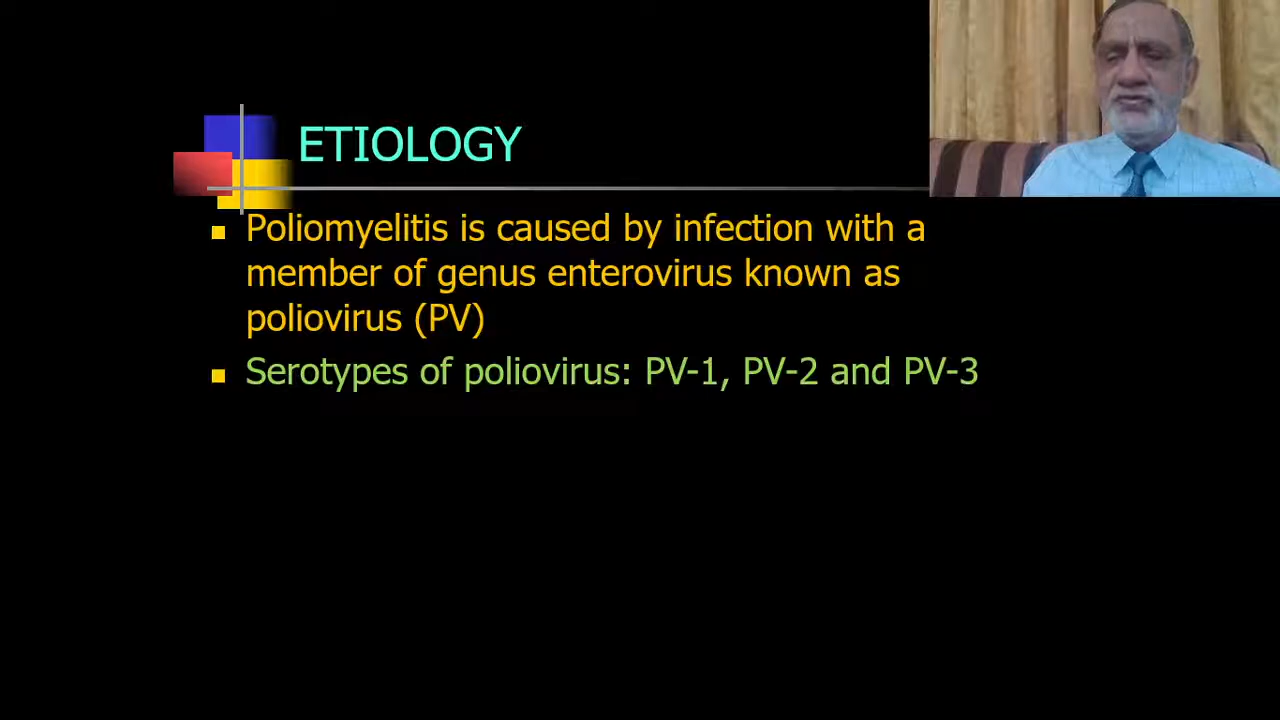 ETIOLOGY
Poliomyelitis is caused by infection with a
member of genus enterovirus known as
poliovirus (PV)
Serotypes of poliovirus: PV-1, PV-2 and PV-3